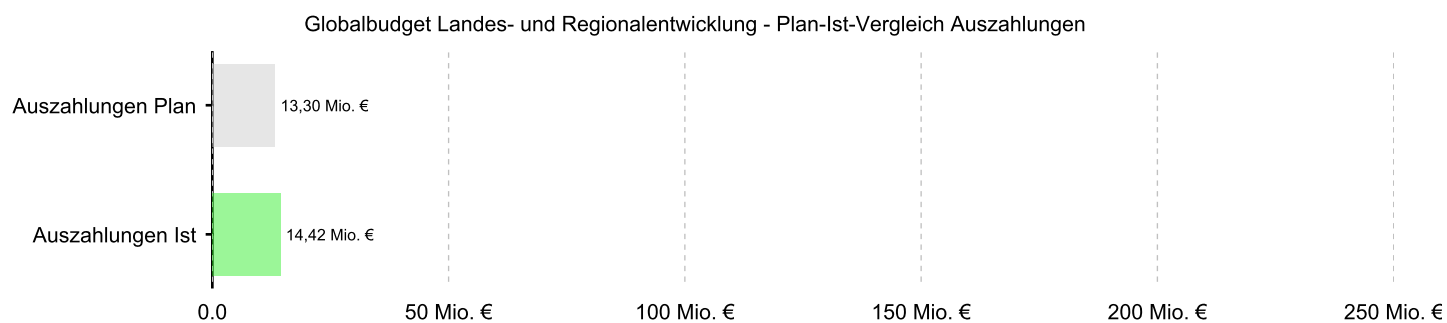 Globalbudget Landes- und Regionalentwicklung - Plan-Ist-Vergleich Auszahlungen
Auszahlungen Plan
13,30 Mio. €
Auszahlungen Ist
14,42 Mio. €
0.0
50 Mio. €
100 Mio. €
150 Mio. €
200 Mio. €
250 Mio. €